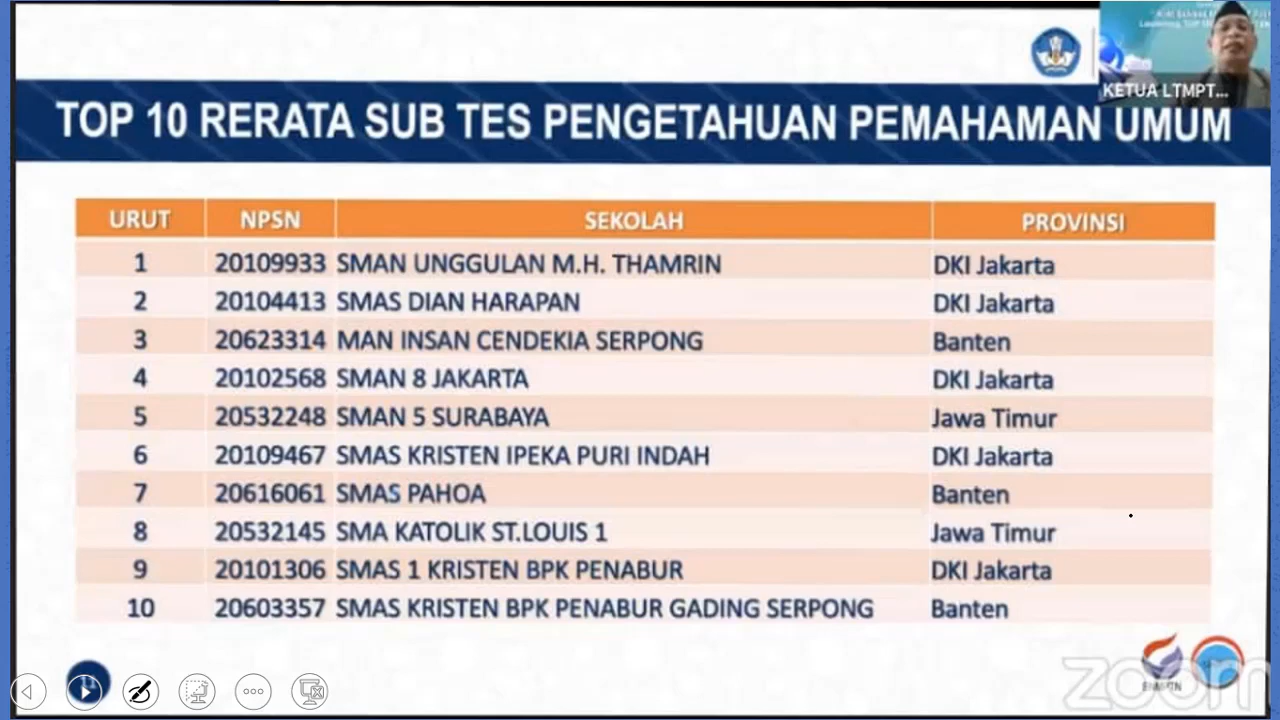 KETUA LTMPT...
TOP 10 RERATA SUB TES PENGETAHUAN PEMAHAMAN UMUM
URUT NPSN SEKOLAH PROVINSI
1 20109933 SMAN UNGGULAN M.H. THAMRIN DKI Jakarta
2 20104413 SMAS DIAN HARAPAN DKI Jakarta
3 20623314 MAN INSAN CENDEKIA SERPONG Banten
4 20102568 SMAN 8 JAKARTA DKI Jakarta
5 20532248 SMAN 5 SURABAYA Jawa Timur
6 20109467 SMAS KRISTEN IPEKA PURI INDAH DKI Jakarta
7 20616061 SMAS PAHOA Banten
8 20532145 SMA KATOLIK ST.LOUIS 1 Jawa Timur
9 20101306 SMAS 1 KRISTEN BPK PENABUR DKI Jakarta
10 20603357 SMAS KRISTEN BPK PENABUR GADING SERPONG Banten
zoom